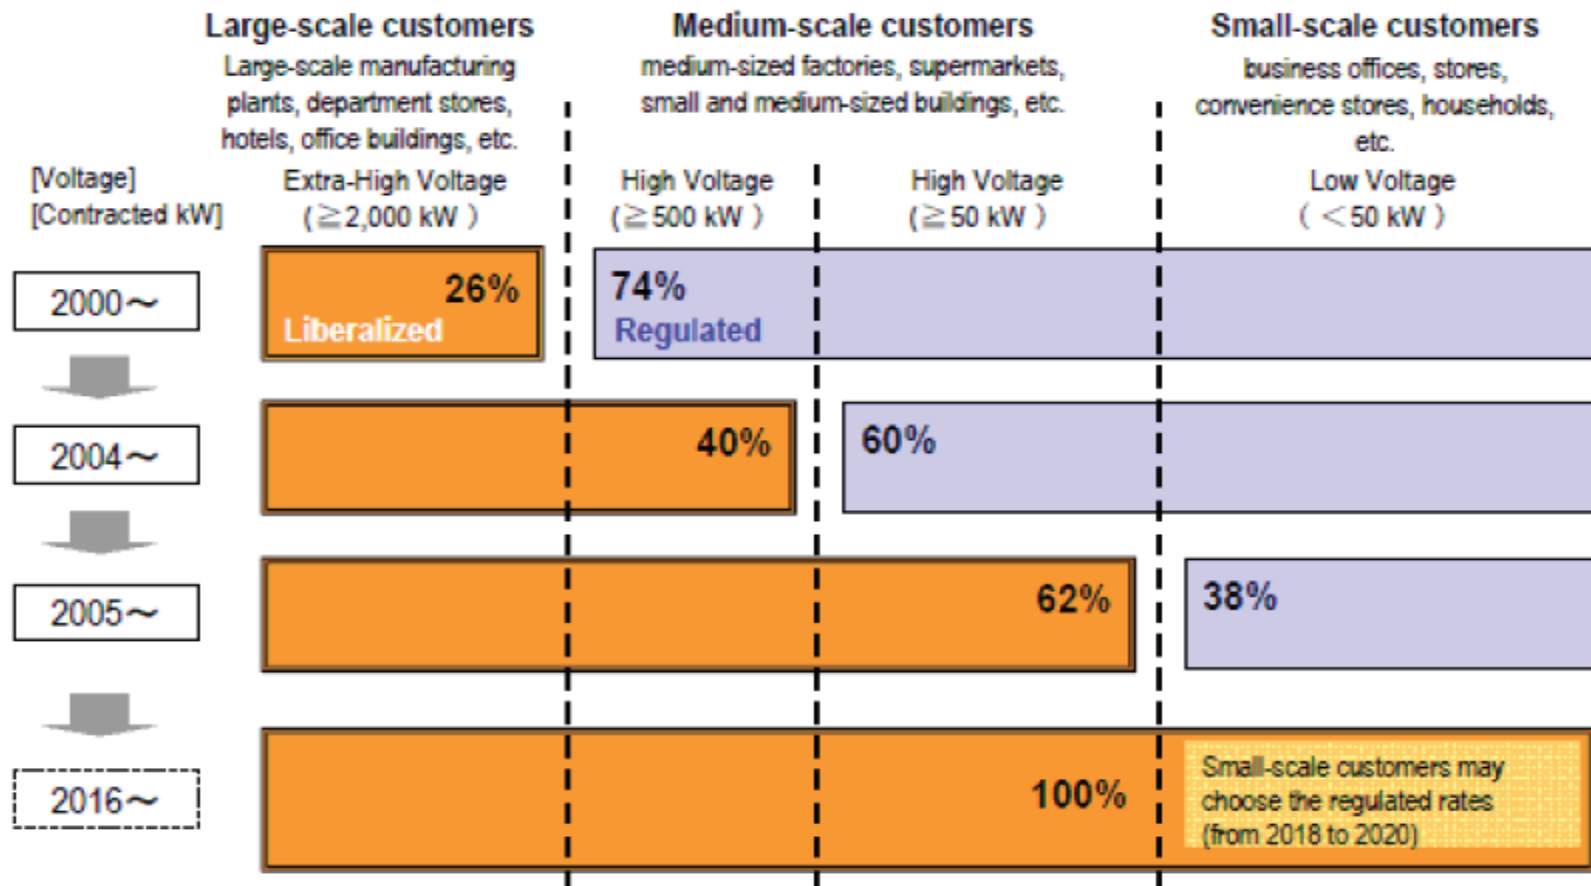 Large-scale customers
Large-scale manufacturing
plants, department stores,
hotels, office buildings, etc.
Medium-scale customers
medium-sized factories, supermarkets,
small and medium-sized buildings, etc.
Small-scale customers
business offices, stores,
convenience stores, households,
etc.
[Voltage]
[Contracted kW]
Extra-High Voltage
(≧2,000 kW )
High Voltage
(≧500 kW )
High Voltage
(≧50 kW )
Low Voltage
( <50 kW )
2000～
26%
Liberalized
74%
Regulated
2004～
40%
60%
2005～
62%
38%
2016～
100%
Small-scale customers may
choose the regulated rates
(from 2018 to 2020)